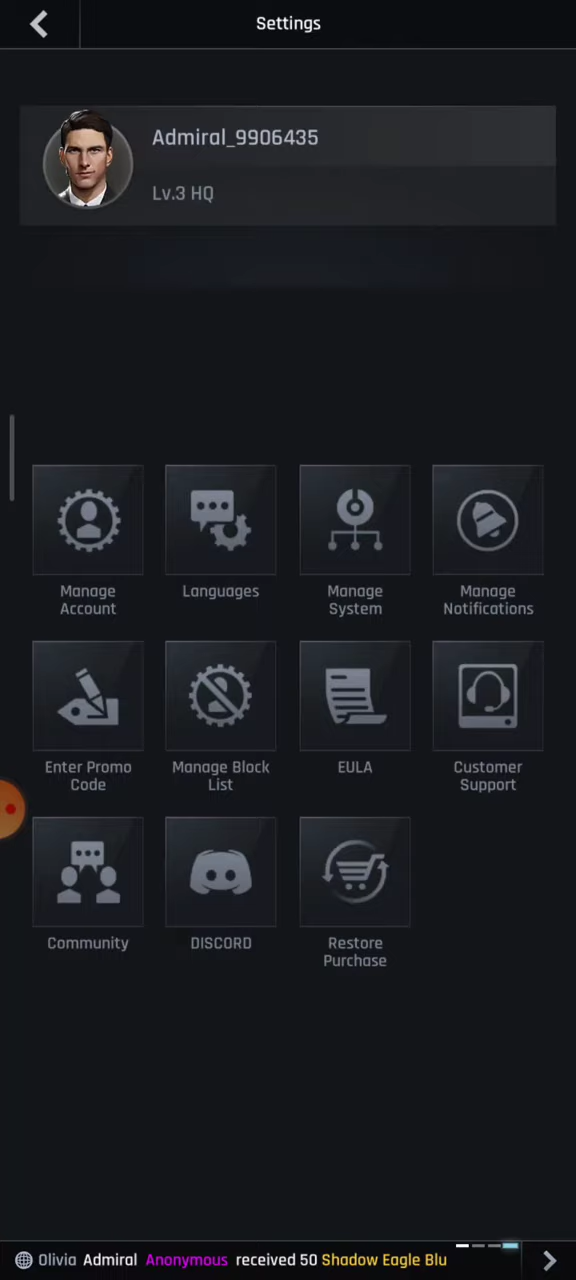 Settings
Admiral_9906435
Lv.3 HQ
Manage
Account
Languages
Manage
System
Manage
Notifications
Enter Promo
Code
Manage Block
List
EULA
Customer
Support
Community
DISCORD
Restore
Purchase
Olivia Admiral Anonymous received 50 Shadow Eagle Blu